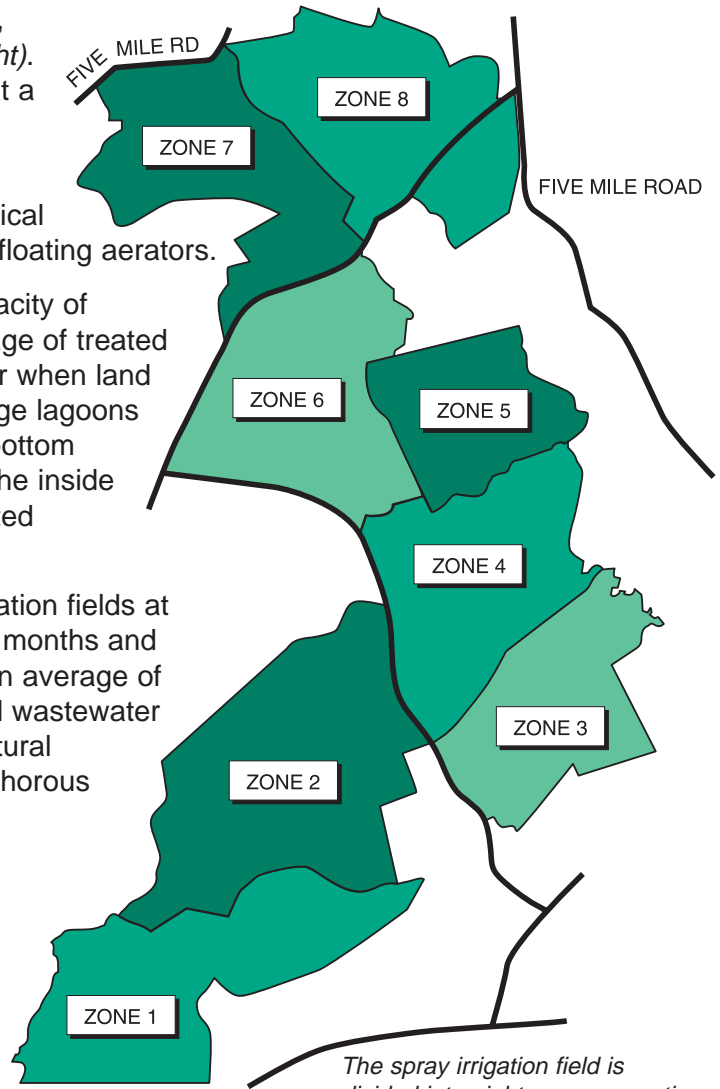 ht).
t a
ical
floating aerators.
acity of
age of treated
r when land
ge lagoons
bottom
he inside
ted
ation fields at
months and
n average of
d wastewater
tural
horous
FIVE MILE RD
ZONE 8
ZONE 7
FIVE MILE ROAD
ZONE 6
ZONE 5
ZONE 4
ZONE 3
ZONE 2
ZONE 1
The spray irrigation field is